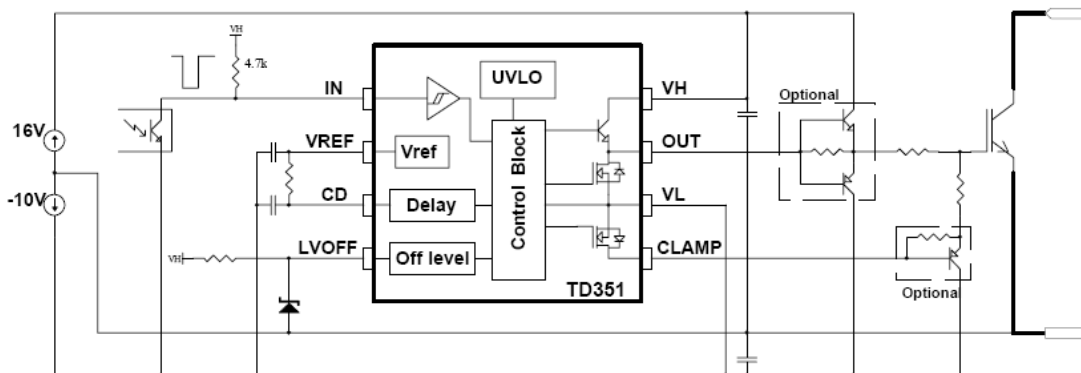 VH
4.7k
IN
UVLO
VH
Optional
16V
VREF
Vref
Control Block
OUT
-10V
CD
Delay
VL
VH
LVOFF
Off level
CLAMP
TD351
Optional